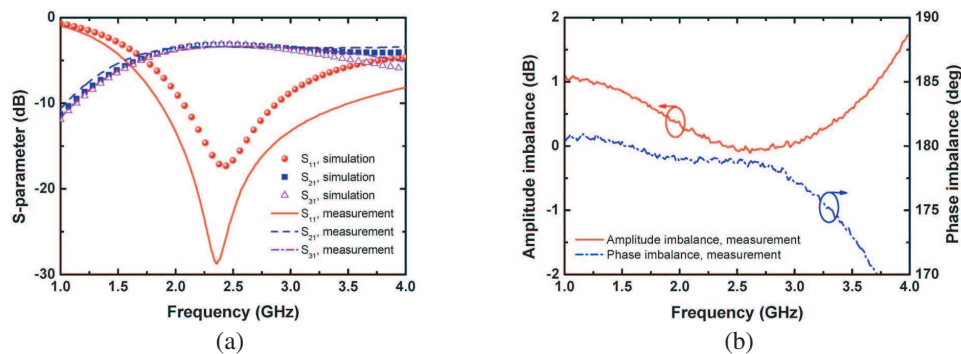 0
-10
-20
-30
S-parameter (dB)
S11, simulation
S21, simulation
S31, simulation
S11, measurement
S21, measurement
S31, measurement
1.0 1.5 2.0 2.5 3.0 3.5 4.0
Frequency (GHz)
(a)
2
1
0
-1
-2
Amplitude imbalance (dB)
Amplitude imbalance, measurement
Phase imbalance, measurement
190
185
180
175
170
Phase imbalance (deg)
1.0 1.5 2.0 2.5 3.0 3.5 4.0
Frequency (GHz)
(b)